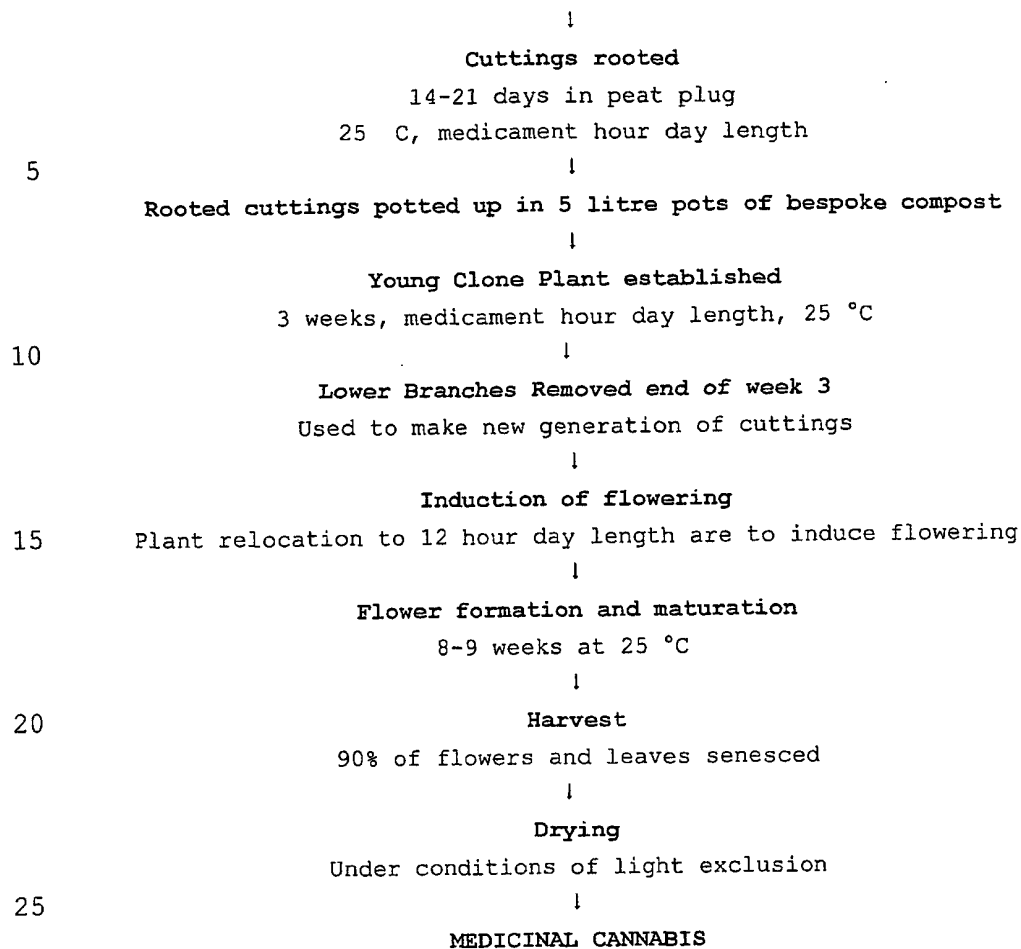 ↓
Cuttings rooted
14-21 days in peat plug
25 C, medicament hour day length
5 ↓
Rooted cuttings potted up in 5 litre pots of bespoke compost
↓
Young Clone Plant established
3 weeks, medicament hour day length, 25 °C
10 ↓
Lower Branches Removed end of week 3
Used to make new generation of cuttings
↓
Induction of flowering
15 Plant relocation to 12 hour day length are to induce flowering
↓
Flower formation and maturation
8-9 weeks at 25 °C
↓
20 Harvest
90% of flowers and leaves senesced
↓
Drying
Under conditions of light exclusion
25 ↓
MEDICINAL CANNABIS